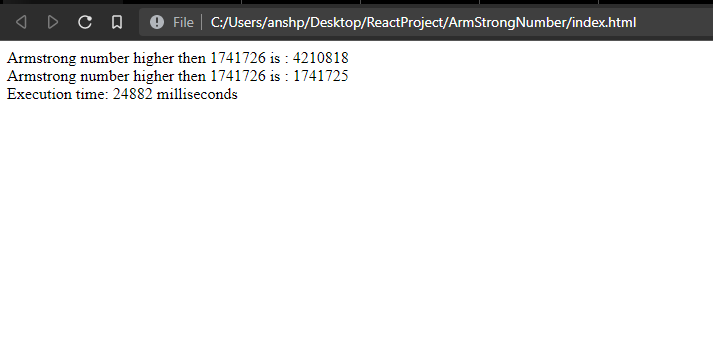 File C:/Users/anshp/Desktop/ReactProject/ArmStrongNumber/index.html
Armstrong number higher then 1741726 is : 4210818
Armstrong number higher then 1741726 is : 1741725
Execution time: 24882 milliseconds